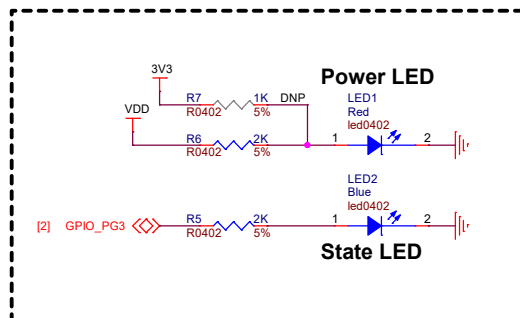 3V3
Power LED
R7 1K DNP
R0402 5%
LED1
Red
led0402
VDD
R6 2K
R0402 5%
1 2
LED2
Blue
led0402
[2] GPIO_PG3
R5 2K
R0402 5%
1 2
State LED